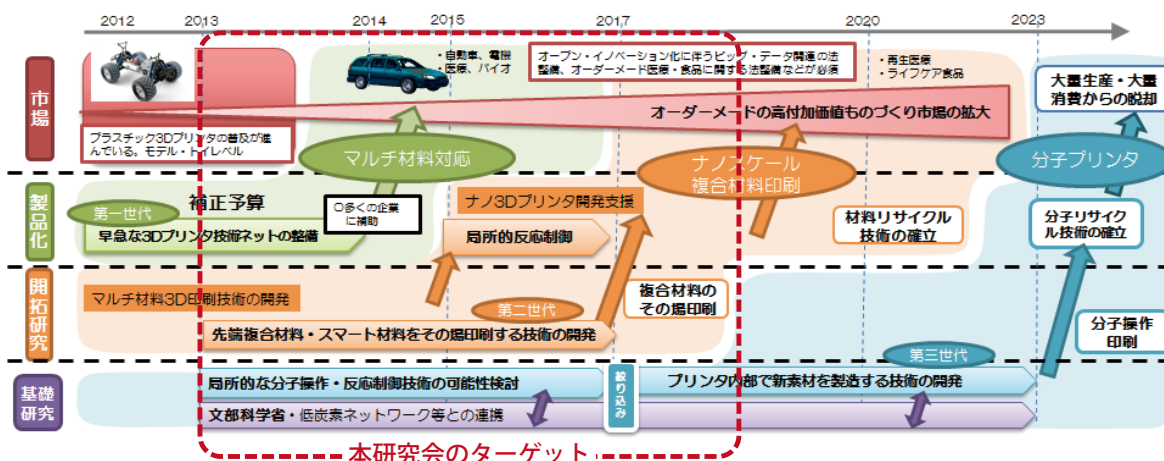 2012
2013
2014
2015
2017
2020
2023
市場
・自動車、電機
・医療、バイオ
オープン・イノベーション化に伴うビッグ・データ関連の法
整備、オーダーメード医療・食品に関する法整備などが必須
・再生医療
・ライフケア食品
大量生産・大量
消費からの脱却
オーダーメードの高付加価値ものづくり市場の拡大
プラスチック3Dプリンタの普及が進
んでいる。モデル・トイレベル
マルチ材料対応
ナノスケール
複合材料印刷
分子プリンタ
製品化
第一世代
補正予算
早急な3Dプリンタ技術ネットの整備
〇多くの企業
に補助
ナノ3Dプリンタ開発支援
局所的反応制御
材料リサイクル
技術の確立
分子リサイク
ル技術の確立
開拓研究
マルチ材料3D印刷技術の開発
第二世代
先端複合材料・スマート材料をその場印刷する技術の開発
複合材料の
その場印刷
分子操作
印刷
基礎
研究
局所的な分子操作・反応制御技術の可能性検討
絞り込み
第三世代
プリンタ内部で新素材を製造する技術の開発
文部科学省・低炭素ネットワーク等との連携
本研究会のターゲット